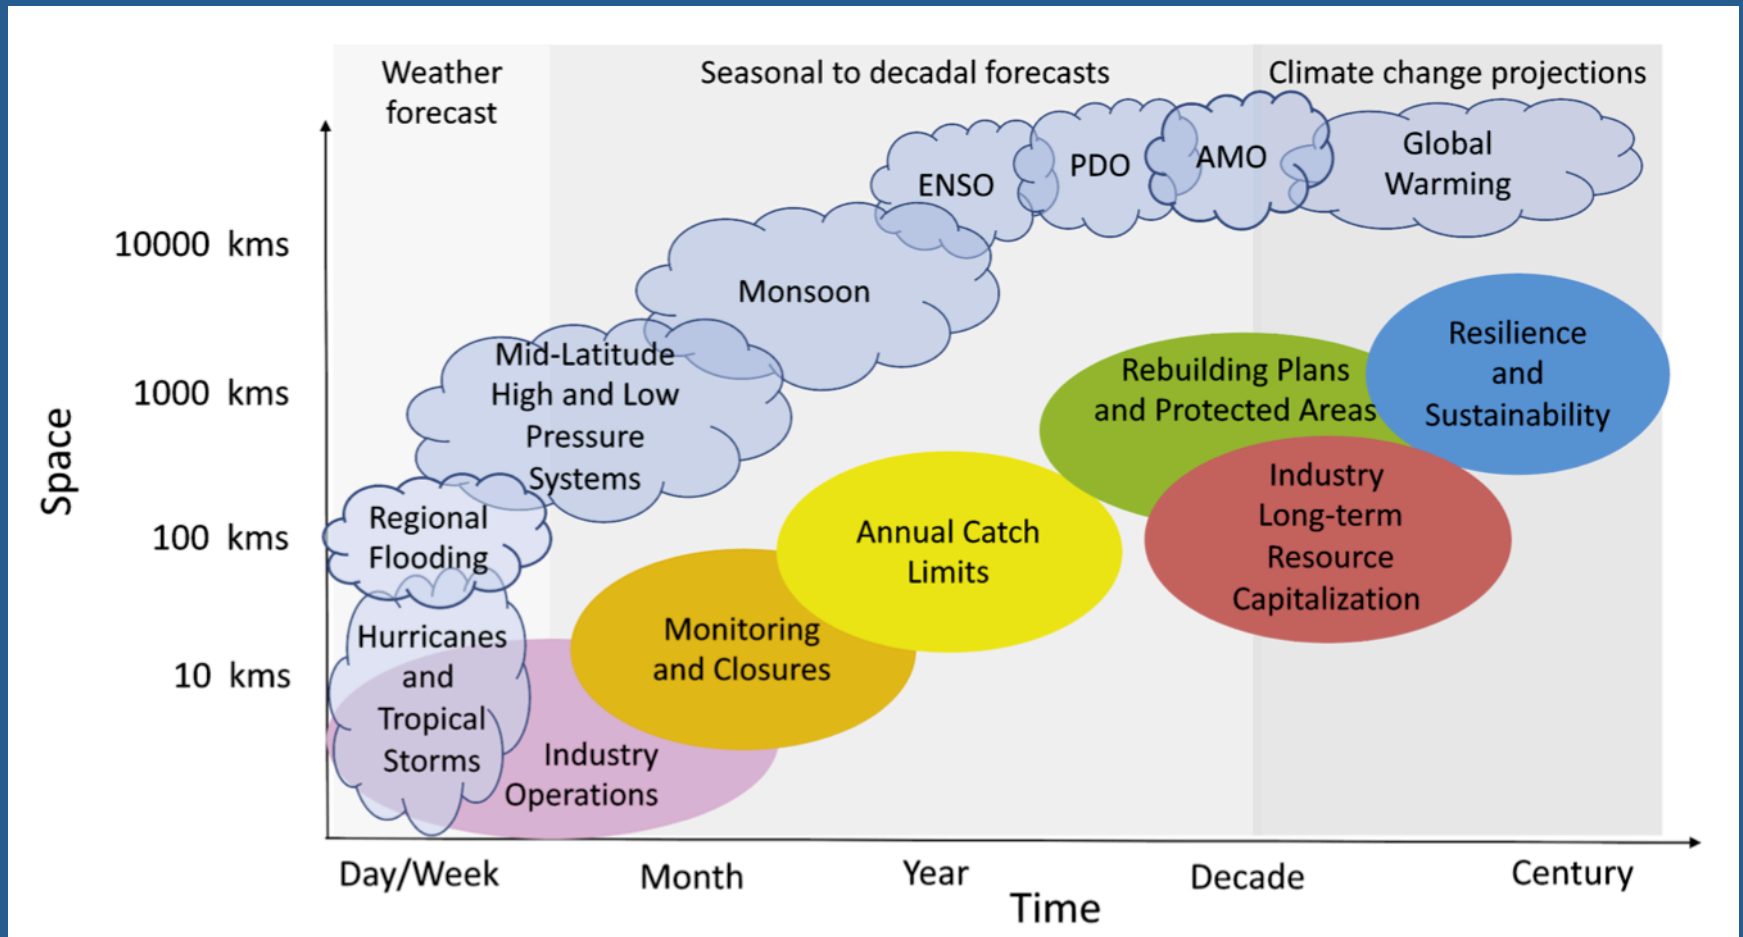 Weather
forecast
Seasonal to decadal forecasts
Climate change projections
ENSO
PDO
AMO
Global
Warming
Monsoon
Mid-Latitude
High and Low
Pressure
Systems
Regional
Flooding
Hurricanes
and
Tropical
Storms
Industry
Operations
Monitoring
and Closures
Annual Catch
Limits
Rebuilding Plans
and Protected Areas
Industry
Long-term
Resource
Capitalization
Resilience
and
Sustainability
Space
10000 kms
1000 kms
100 kms
10 kms
Day/Week
Month
Year
Decade
Century
Time